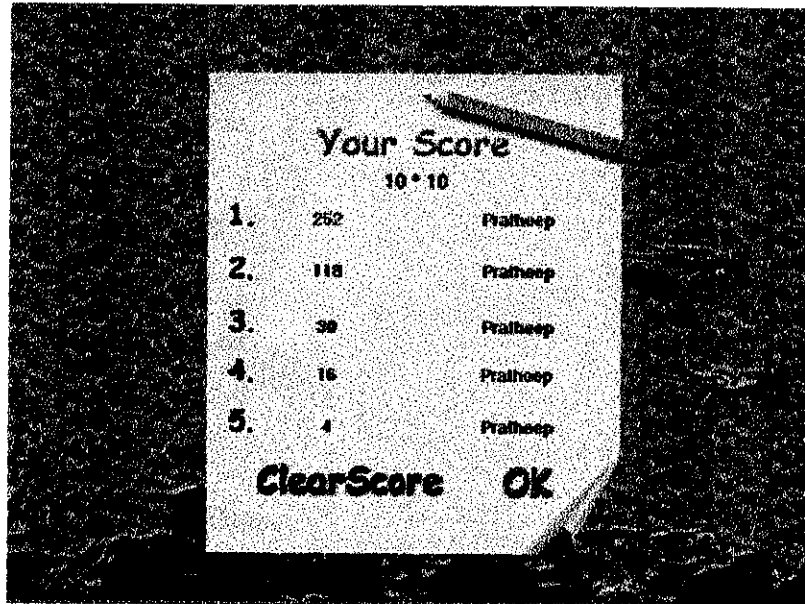 Your Score
10 * 10
1. 252 Pratheep
2. 118 Pratheep
3. 39 Pratheep
4. 16 Pratheep
5. 4 Pratheep
ClearScore OK